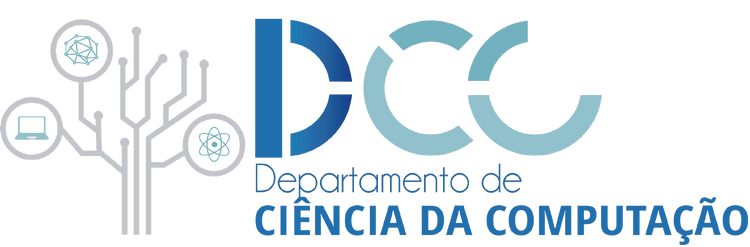 DCC
Departamento de
CIÊNCIA DA COMPUTAÇÃO